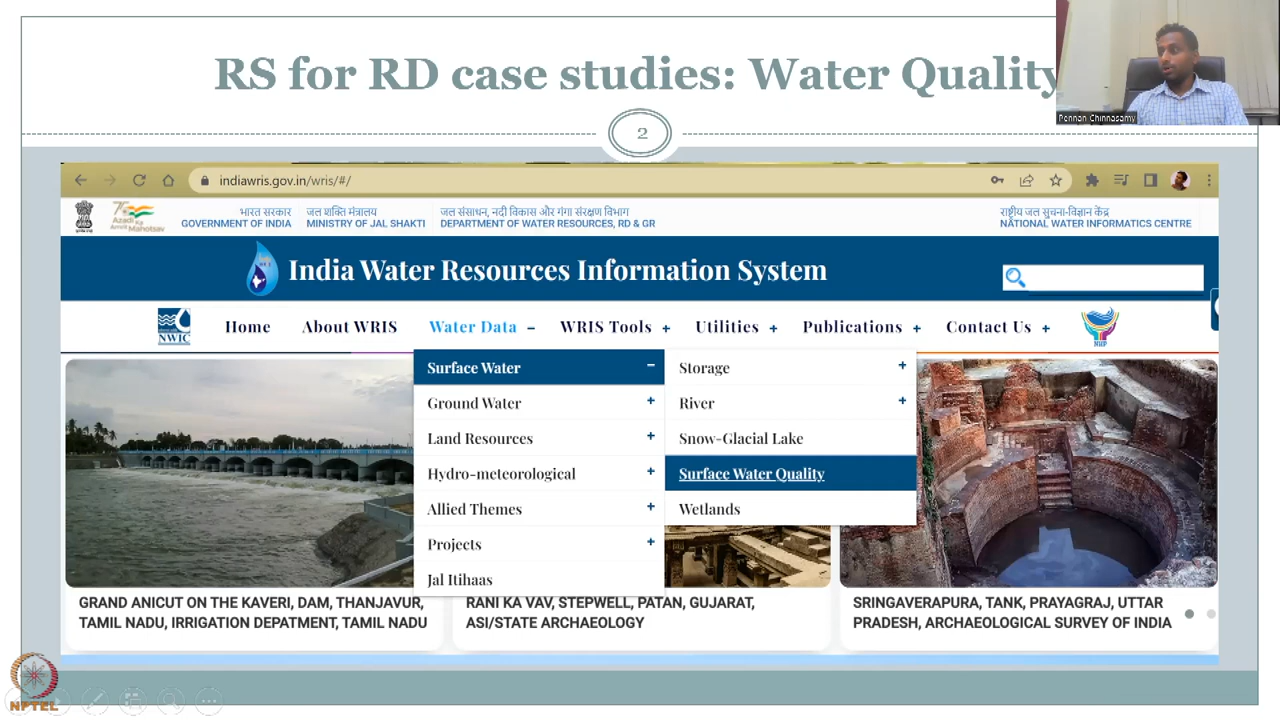 RS for RD case studies: Water Quality
Pennan Chinnasamy
2
indiawris.gov.in/wris/#/
Azadi Ka
Amrit Mahotsav
भारत सरकार
GOVERNMENT OF INDIA
जल शक्ति मंत्रालय
MINISTRY OF JAL SHAKTI
जल संसाधन, नदी विकास और गंगा संरक्षण विभाग
DEPARTMENT OF WATER RESOURCES, RD & GR
राष्ट्रीय जल सूचना-विज्ञान केंद्र
NATIONAL WATER INFORMATICS CENTRE
India Water Resources Information System
NWIC
Home
About WRIS
Water Data –
WRIS Tools +
Utilities +
Publications +
Contact Us +
NHP
Surface Water –
Ground Water +
Land Resources +
Hydro-meteorological +
Allied Themes +
Projects +
Jal Itihaas
Storage +
River +
Snow-Glacial Lake
Surface Water Quality
Wetlands
GRAND ANICUT ON THE KAVERI, DAM, THANJAVUR,
TAMIL NADU, IRRIGATION DEPATMENT, TAMIL NADU
RANI KA VAV, STEPWELL, PATAN, GUJARAT,
ASI/STATE ARCHAEOLOGY
SRINGAVERAPURA, TANK, PRAYAGRAJ, UTTAR
PRADESH, ARCHAEOLOGICAL SURVEY OF INDIA
NPTEL